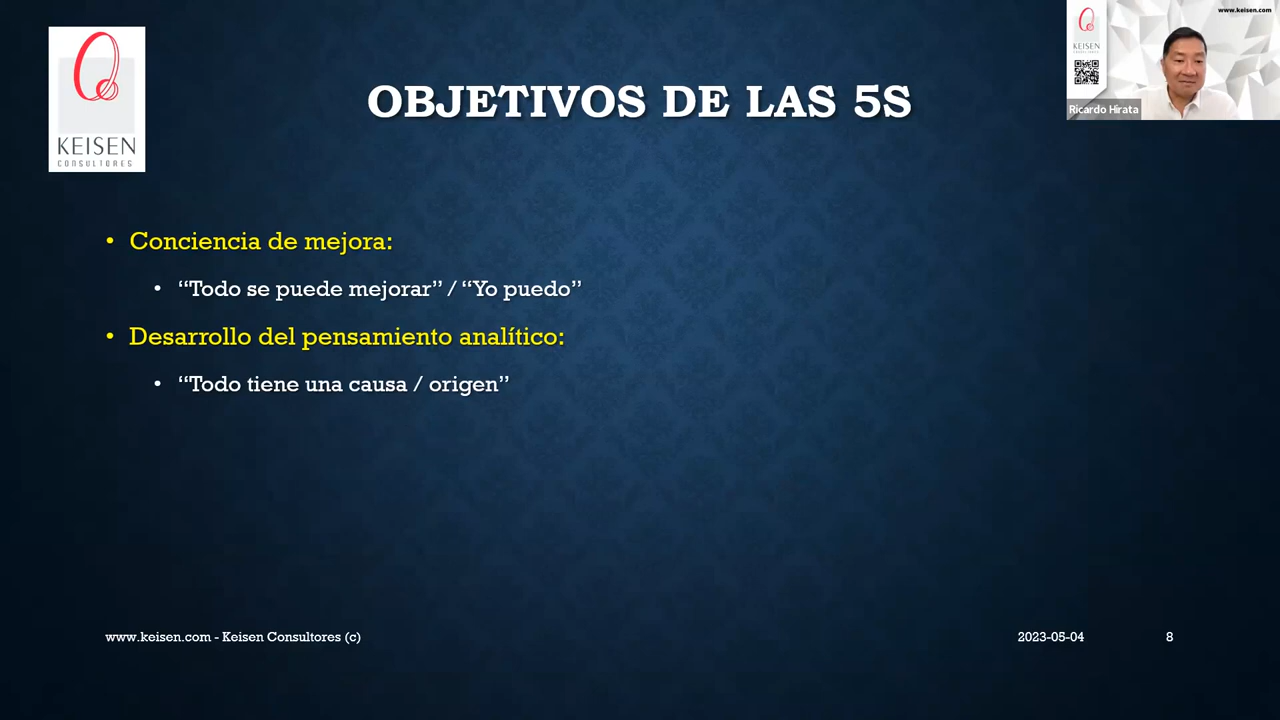 www.keisen.com
KEISEN
CONSULTORES
Ricardo Hirata
KEISEN
CONSULTORES
OBJETIVOS DE LAS 5S
• Conciencia de mejora:
• “Todo se puede mejorar” / “Yo puedo”
• Desarrollo del pensamiento analítico:
• “Todo tiene una causa / origen”
www.keisen.com - Keisen Consultores (c)
2023-05-04
8